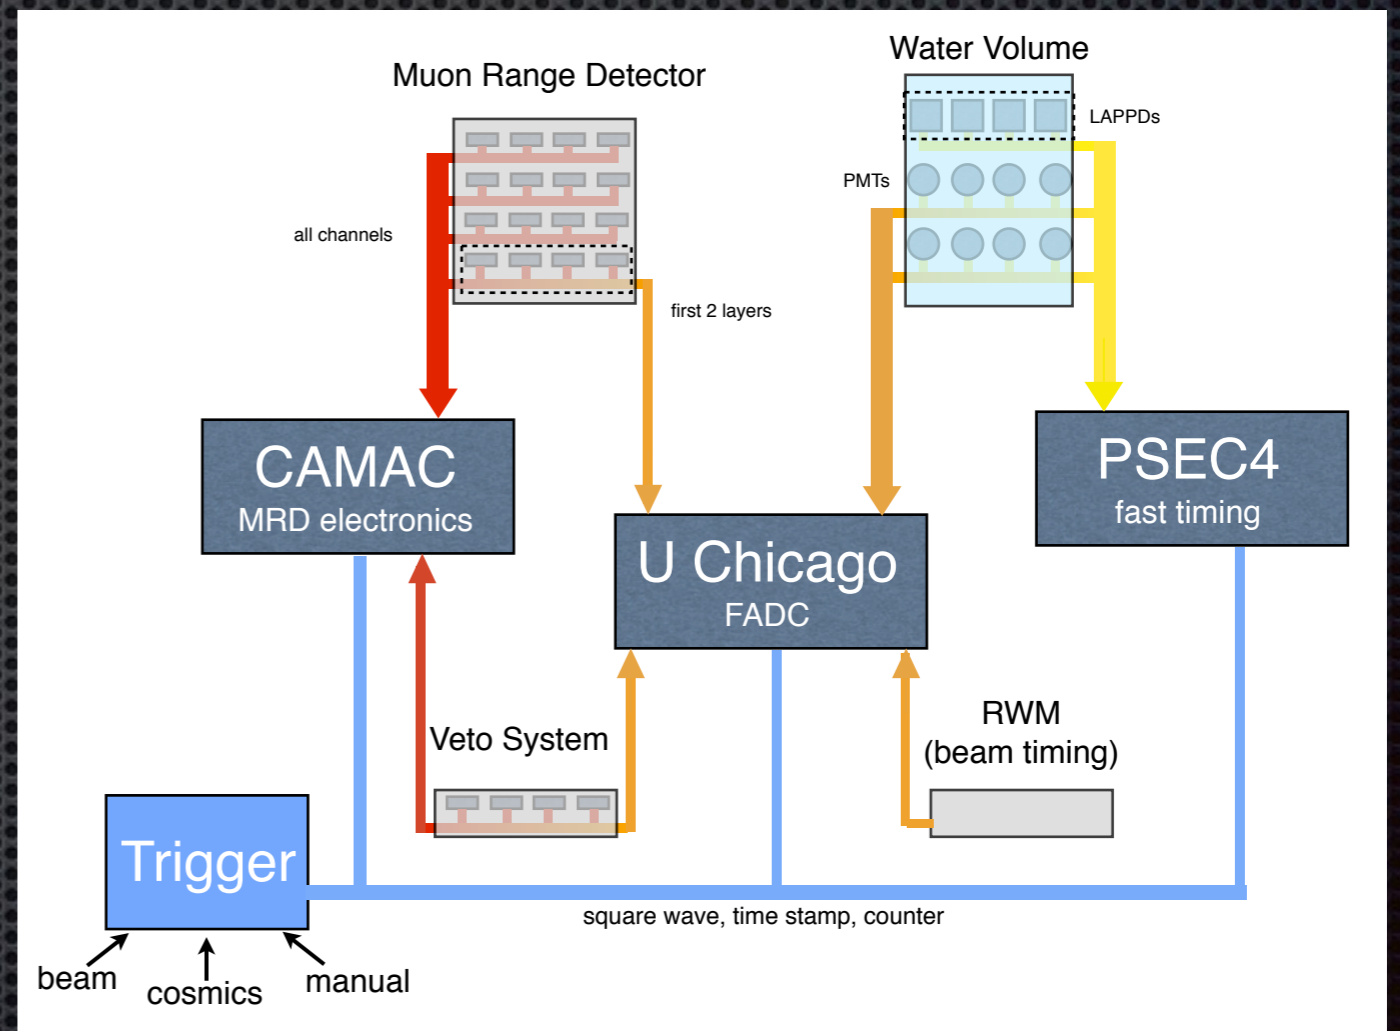 Water Volume
Muon Range Detector
LAPPDs
PMTs
all channels
first 2 layers
CAMAC
MRD electronics
PSEC4
fast timing
U Chicago
FADC
RWM
(beam timing)
Veto System
Trigger
square wave, time stamp, counter
beam
cosmics
manual